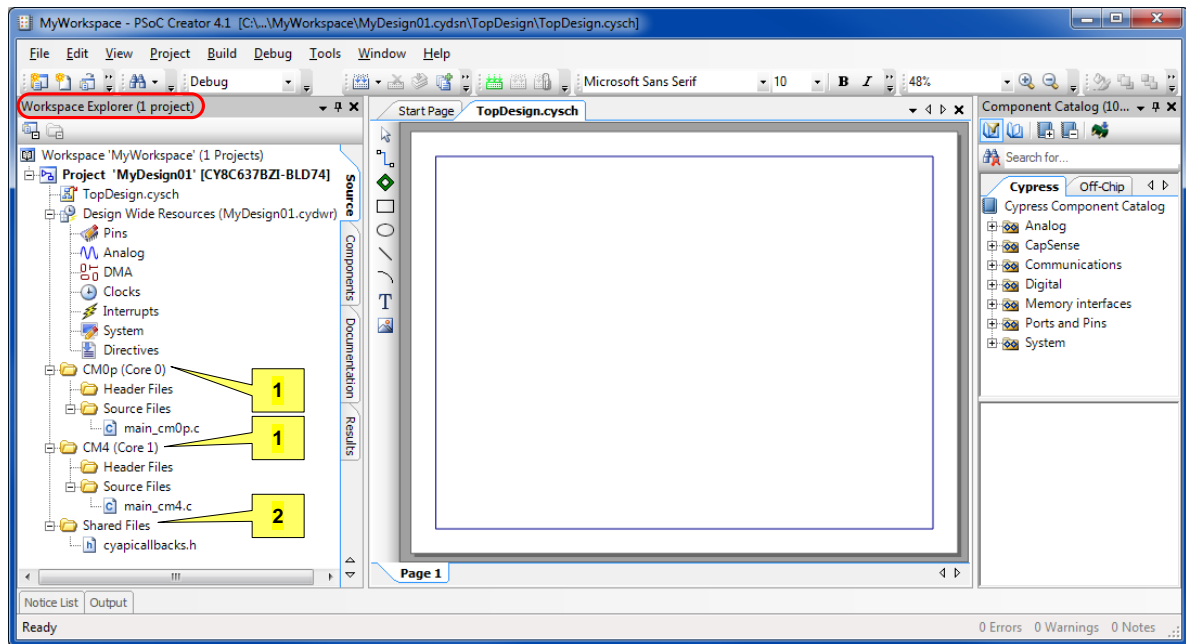 MyWorkspace - PSoC Creator 4.1 [C:\...\MyWorkspace\MyDesign01.cydsn\TopDesign\TopDesign.cysch]
File Edit View Project Build Debug Tools Window Help
Debug Microsoft Sans Serif 10 B I 48%
Workspace Explorer (1 project)
Workspace 'MyWorkspace' (1 Projects)
Project 'MyDesign01' [CY8C637BZI-BLD74]
TopDesign.cysch
Design Wide Resources (MyDesign01.cydwr)
Pins
Analog
DMA
Clocks
Interrupts
System
Directives
CM0p (Core 0)
Header Files
Source Files
main_cm0p.c
CM4 (Core 1)
Header Files
Source Files
main_cm4.c
Shared Files
cyapicallbacks.h
1
1
2
Source
Components
Documentation
Results
Start Page TopDesign.cysch
T
Page 1
Component Catalog (10...
Search for...
Cypress Off-Chip
Cypress Component Catalog
Analog
CapSense
Communications
Digital
Memory interfaces
Ports and Pins
System
Notice List Output
Ready 0 Errors 0 Warnings 0 Notes